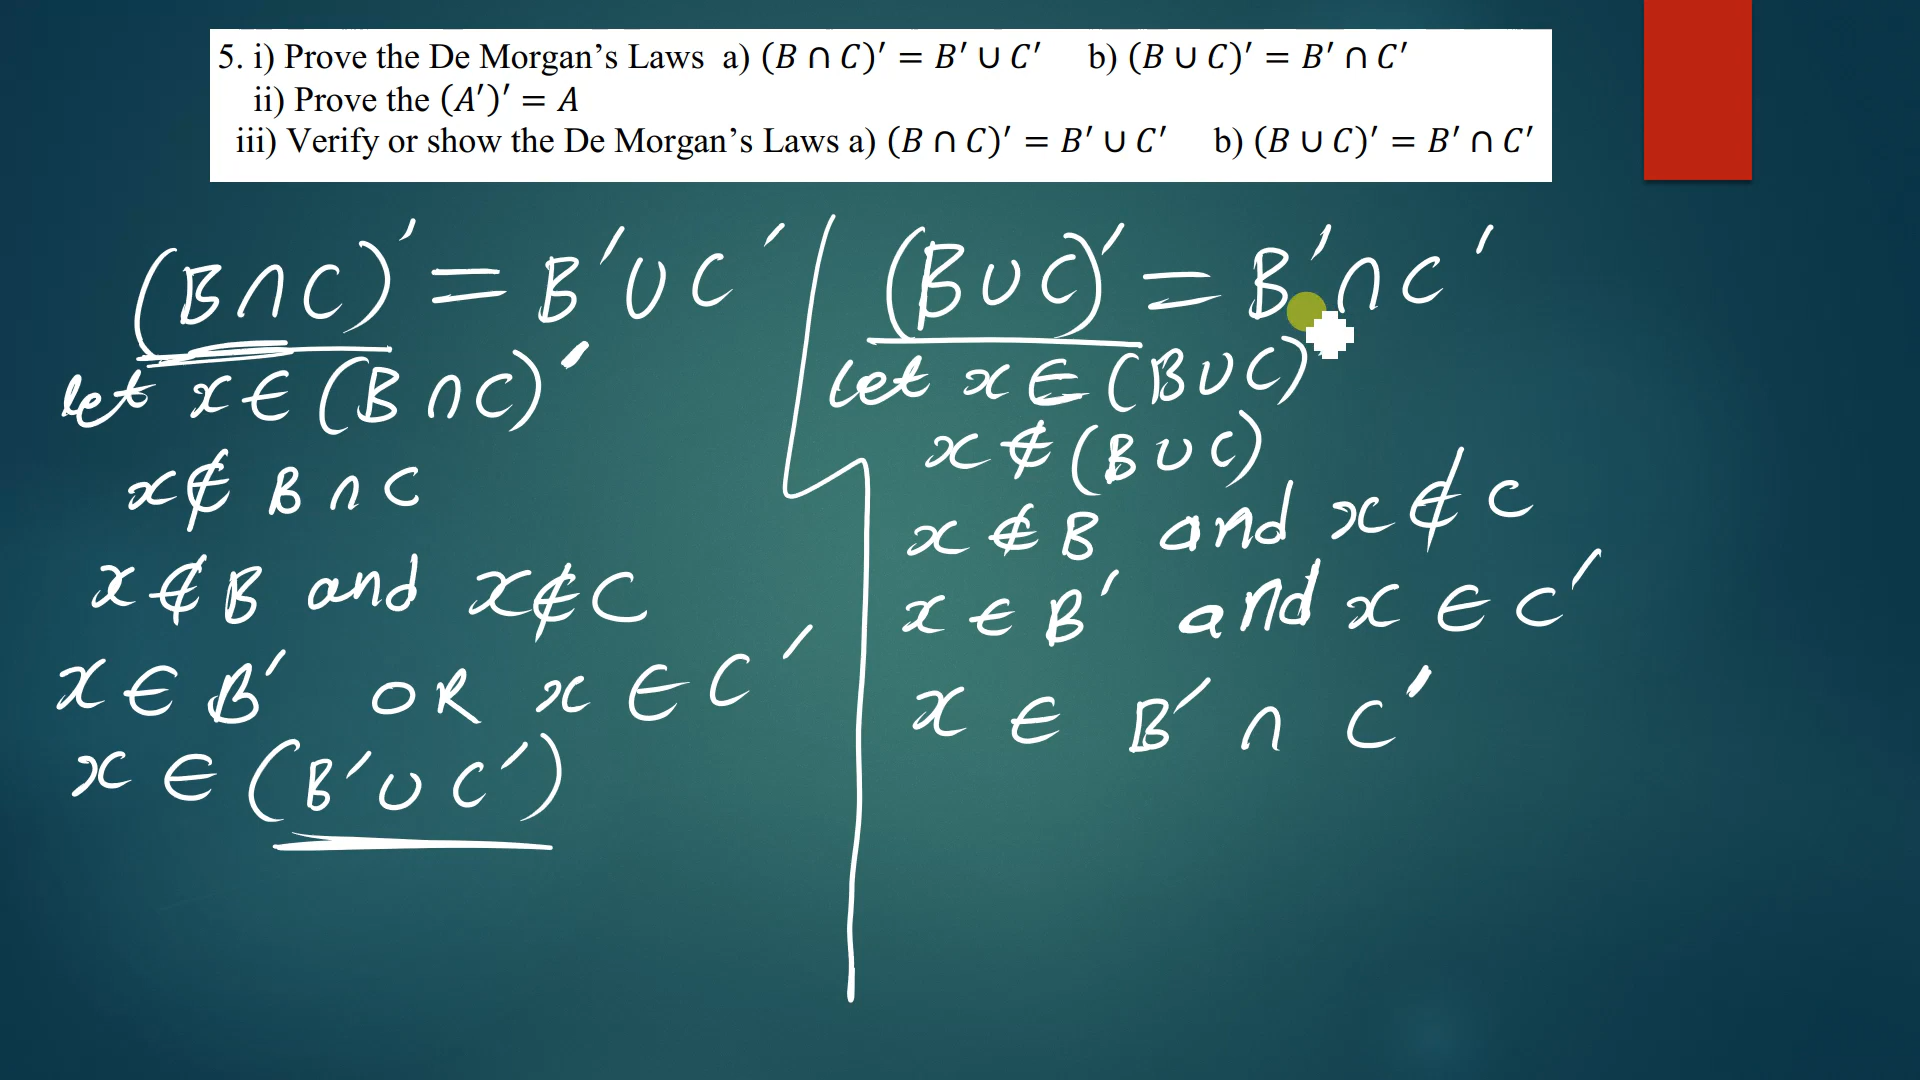 5. i) Prove the De Morgan’s Laws a) (B ∩ C)′ = B′ ∪ C′ b) (B ∪ C)′ = B′ ∩ C′
ii) Prove the (A′)′ = A
iii) Verify or show the De Morgan’s Laws a) (B ∩ C)′ = B′ ∪ C′ b) (B ∪ C)′ = B′ ∩ C′
(B ∩ C)′ = B′ ∪ C′
let x ∈ (B ∩ C)′
x ∉ B ∩ C
x ∉ B and x ∉ C
x ∈ B′ OR x ∈ C′
x ∈ (B′ ∪ C′)
(B ∪ C)′ = B′ ∩ C′
let x ∈ (B ∪ C)
x ∉ (B ∪ C)
x ∉ B and x ∉ C
x ∈ B′ and x ∈ C′
x ∈ B′ ∩ C′